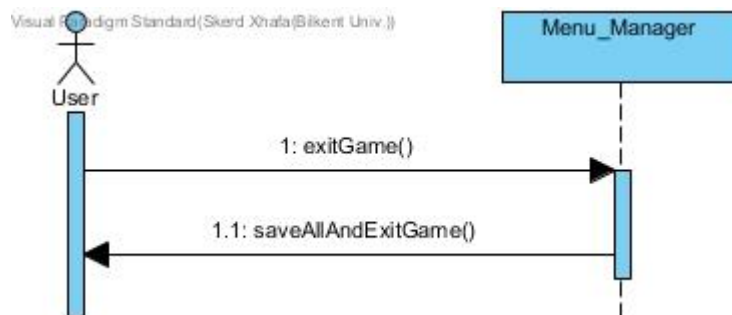 Visual Paradigm Standard(Skerd Xhafa(Bilkent Univ.))
Menu_Manager
User
1: exitGame()
1.1: saveAllAndExitGame()